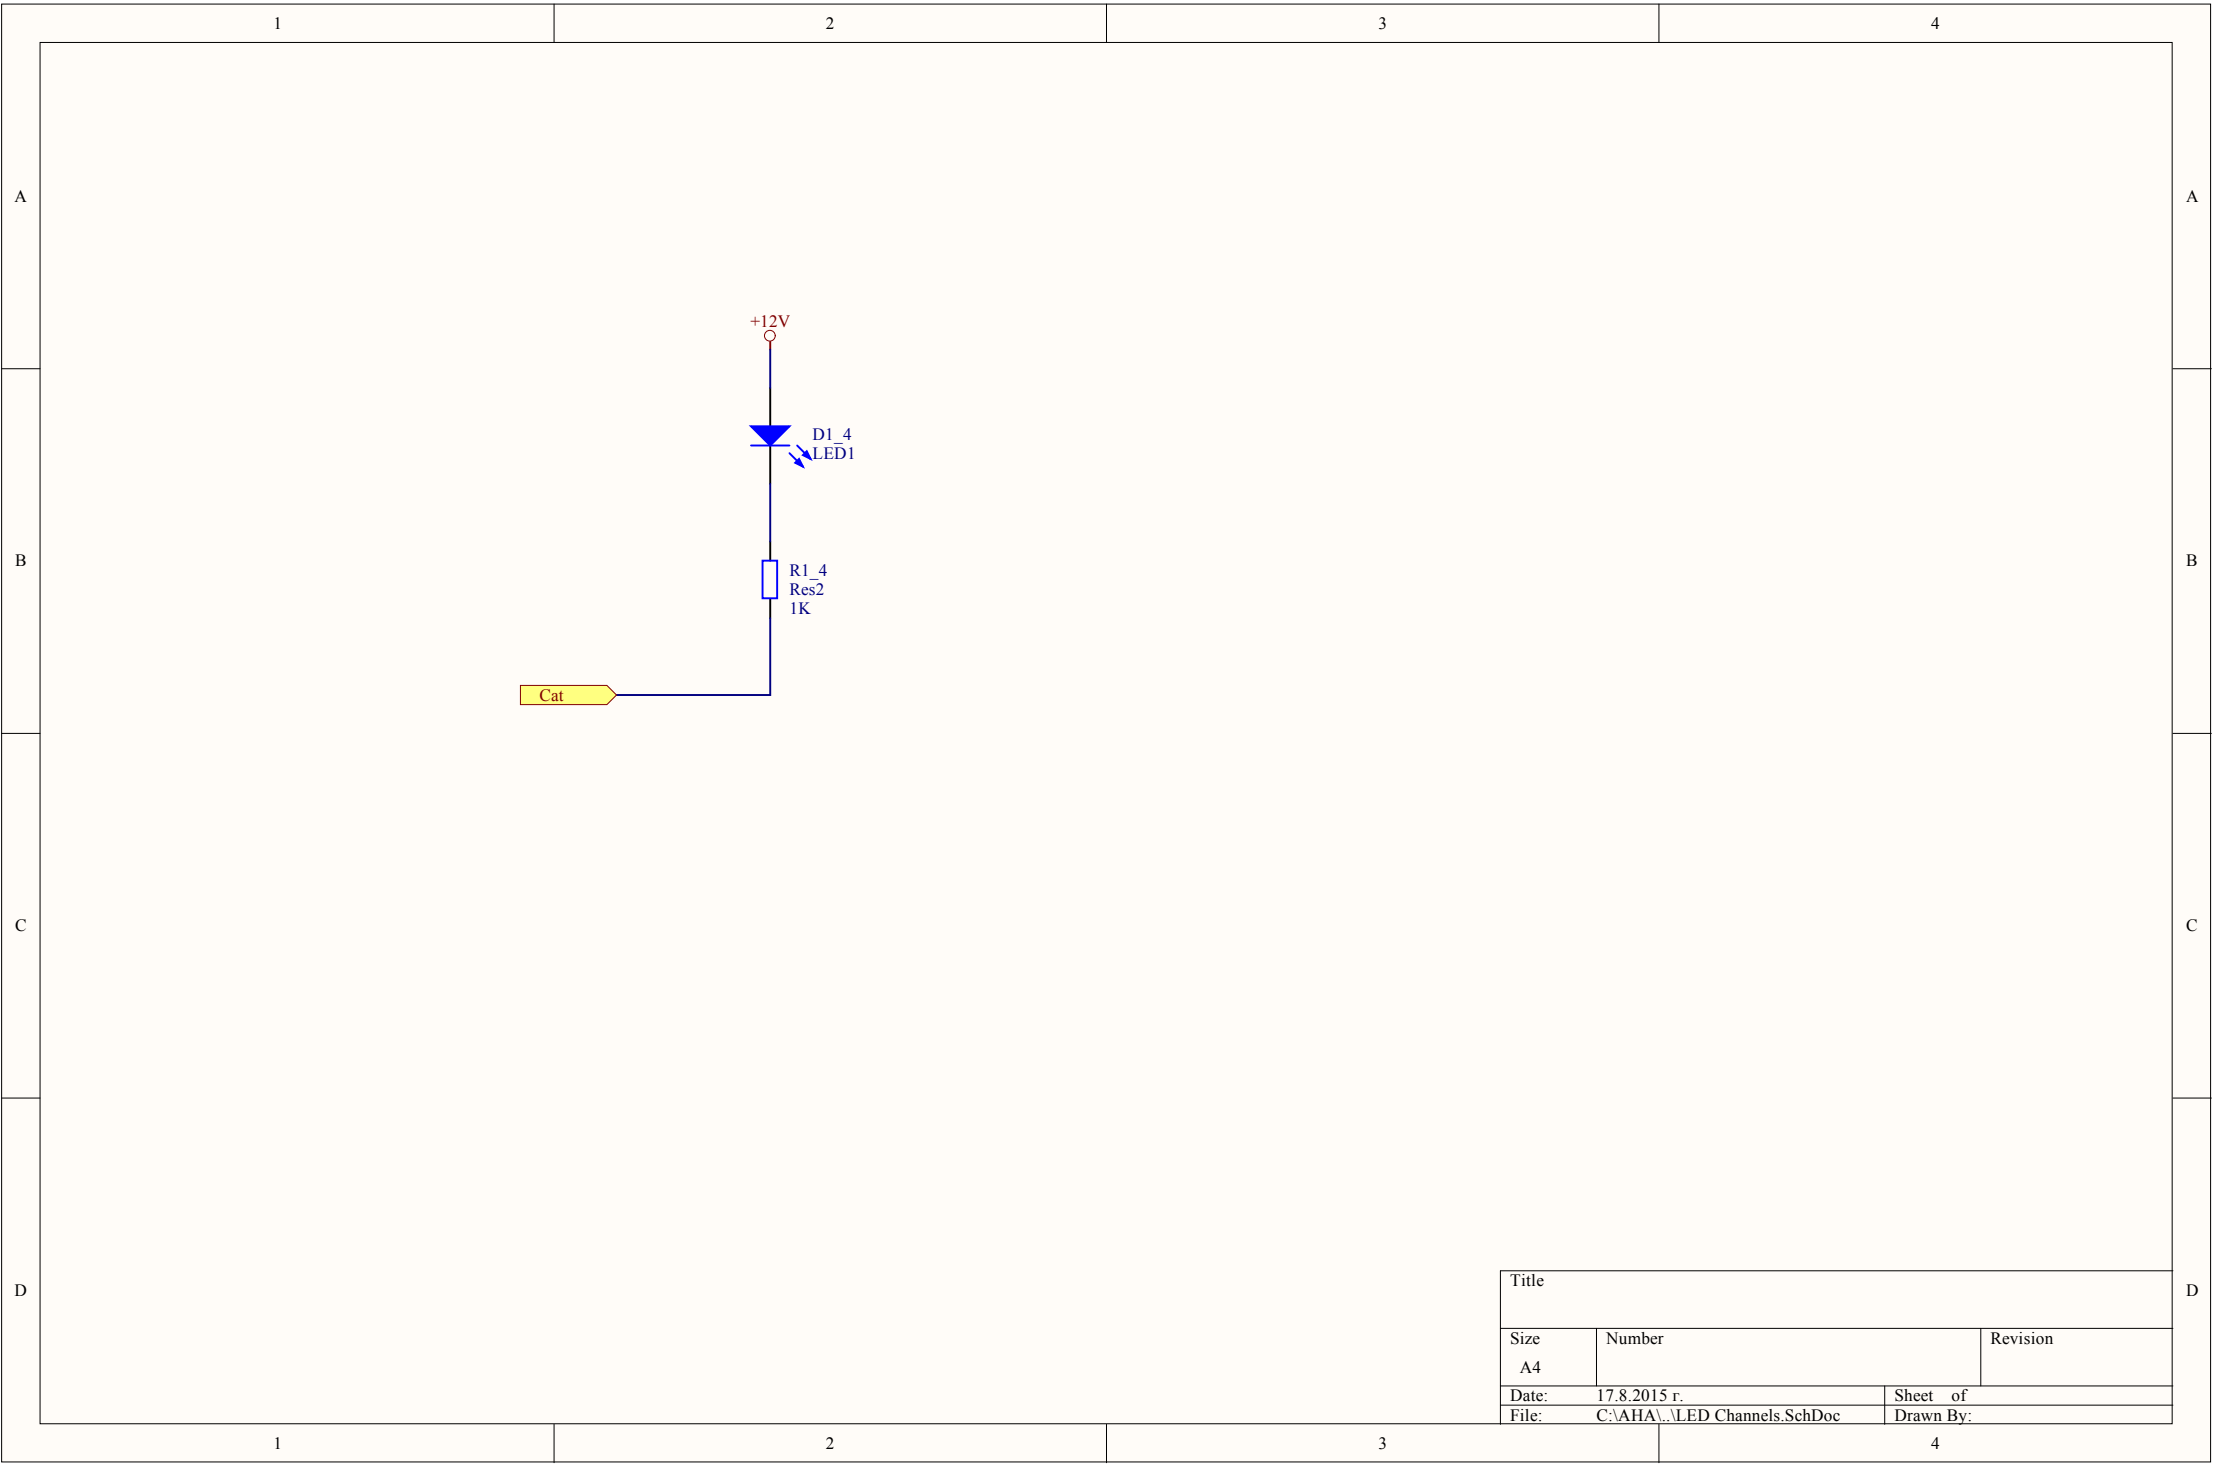 1 2 3 4
A A
+12V
D1_4
LED1
B B
R1_4
Res2
1K
Cat
C C
D D
Title
Size Number Revision
A4
Date: 17.8.2015 г. Sheet of
File: C:\AHA\..\LED Channels.SchDoc Drawn By:
1 2 3 4